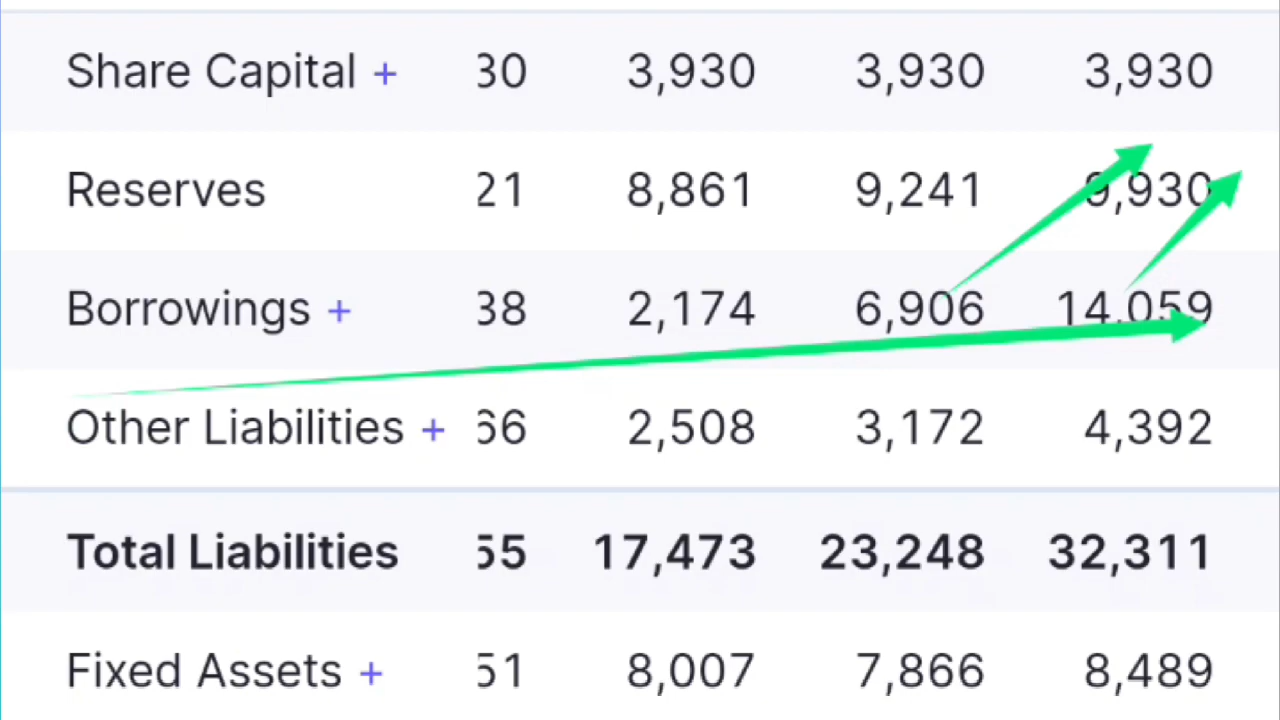 Share Capital + 30 3,930 3,930 3,930
Reserves 21 8,861 9,241 9,930
Borrowings + 38 2,174 6,906 14,059
Other Liabilities + 66 2,508 3,172 4,392
Total Liabilities 55 17,473 23,248 32,311
Fixed Assets + 51 8,007 7,866 8,489